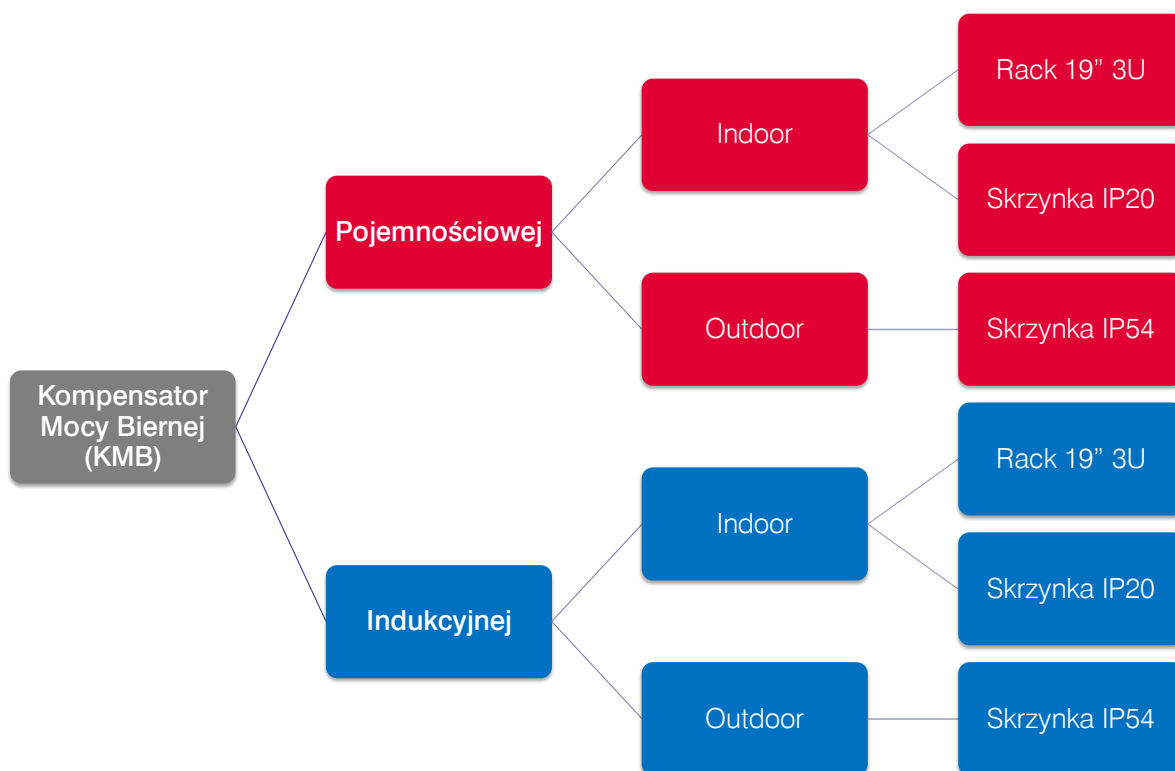 Kompensator
Mocy Biernej
(KMB)
Pojemnościowej
Indoor
Rack 19” 3U
Skrzynka IP20
Outdoor
Skrzynka IP54
Indukcyjnej
Indoor
Rack 19” 3U
Skrzynka IP20
Outdoor
Skrzynka IP54